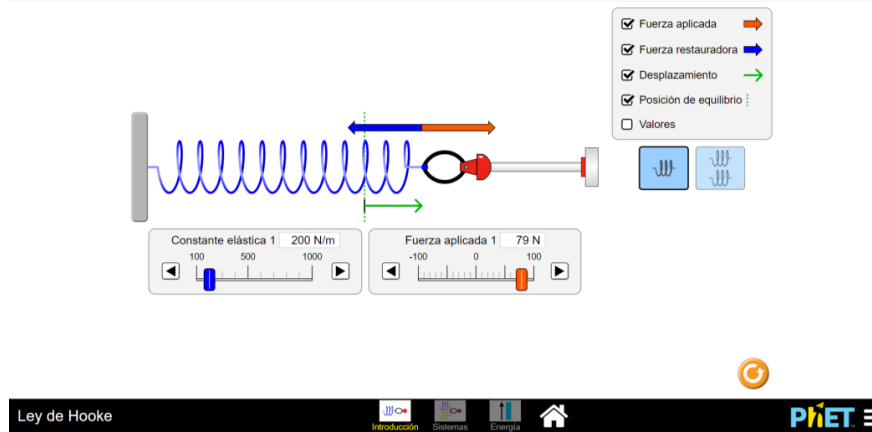 Fuerza aplicada
Fuerza restauradora
Desplazamiento
Posición de equilibrio
Valores
Constante elástica 1 200 N/m
100 500 1000
Fuerza aplicada 1 79 N
-100 0 100
Ley de Hooke
Introducción
Sistemas
Energía
PhET